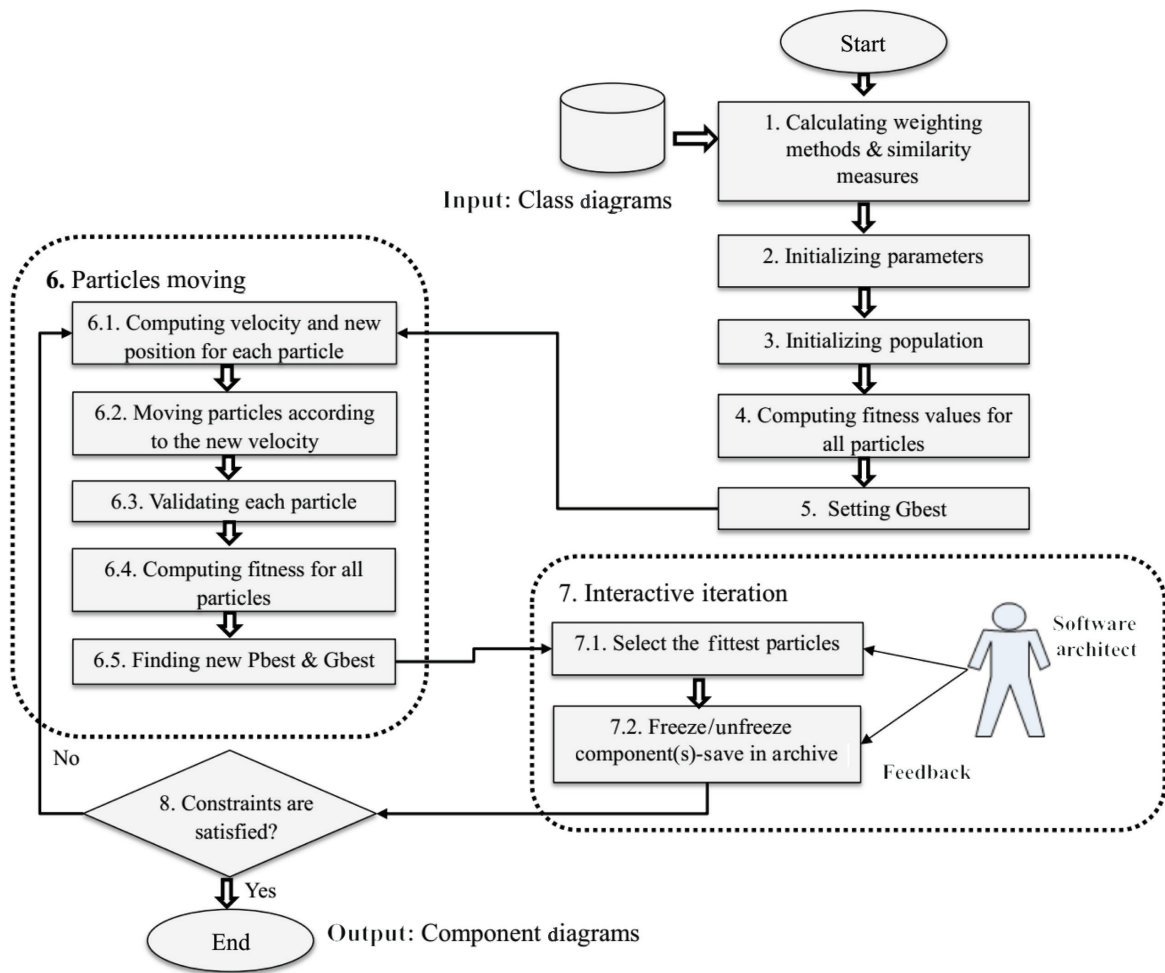 Start
1. Calculating weighting
methods & similarity
measures
Input: Class diagrams
2. Initializing parameters
3. Initializing population
4. Computing fitness values for
all particles
5. Setting Gbest
6. Particles moving
6.1. Computing velocity and new
position for each particle
6.2. Moving particles according
to the new velocity
6.3. Validating each particle
6.4. Computing fitness for all
particles
6.5. Finding new Pbest & Gbest
7. Interactive iteration
7.1. Select the fittest particles
7.2. Freeze/unfreeze
component(s)-save in archive
Software
architect
Feedback
8. Constraints are
satisfied?
No
Yes
End
Output: Component diagrams